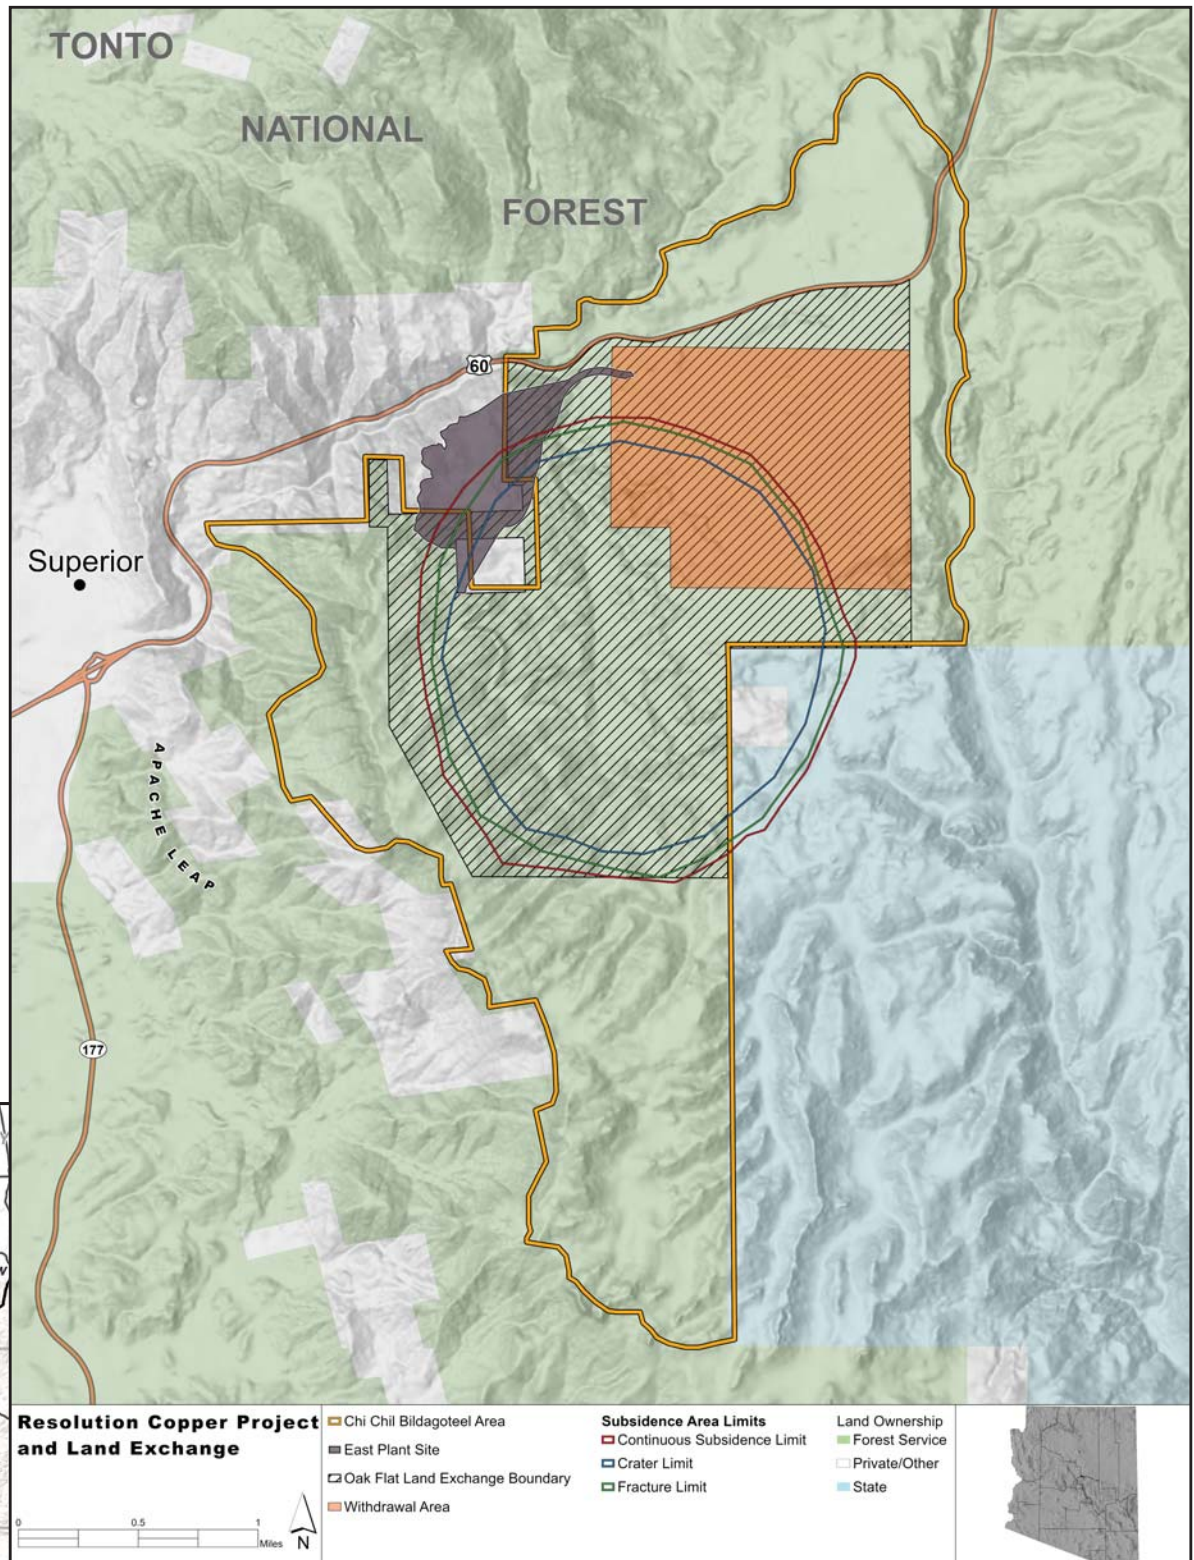 TONTO
NATIONAL
FOREST
60
Superior
APACHE LEAP
177
Resolution Copper Project
and Land Exchange
0 0.5 1
Miles
N
Chi Chil Bildagoteel Area
East Plant Site
Oak Flat Land Exchange Boundary
Withdrawal Area
Subsidence Area Limits
Continuous Subsidence Limit
Crater Limit
Fracture Limit
Land Ownership
Forest Service
Private/Other
State